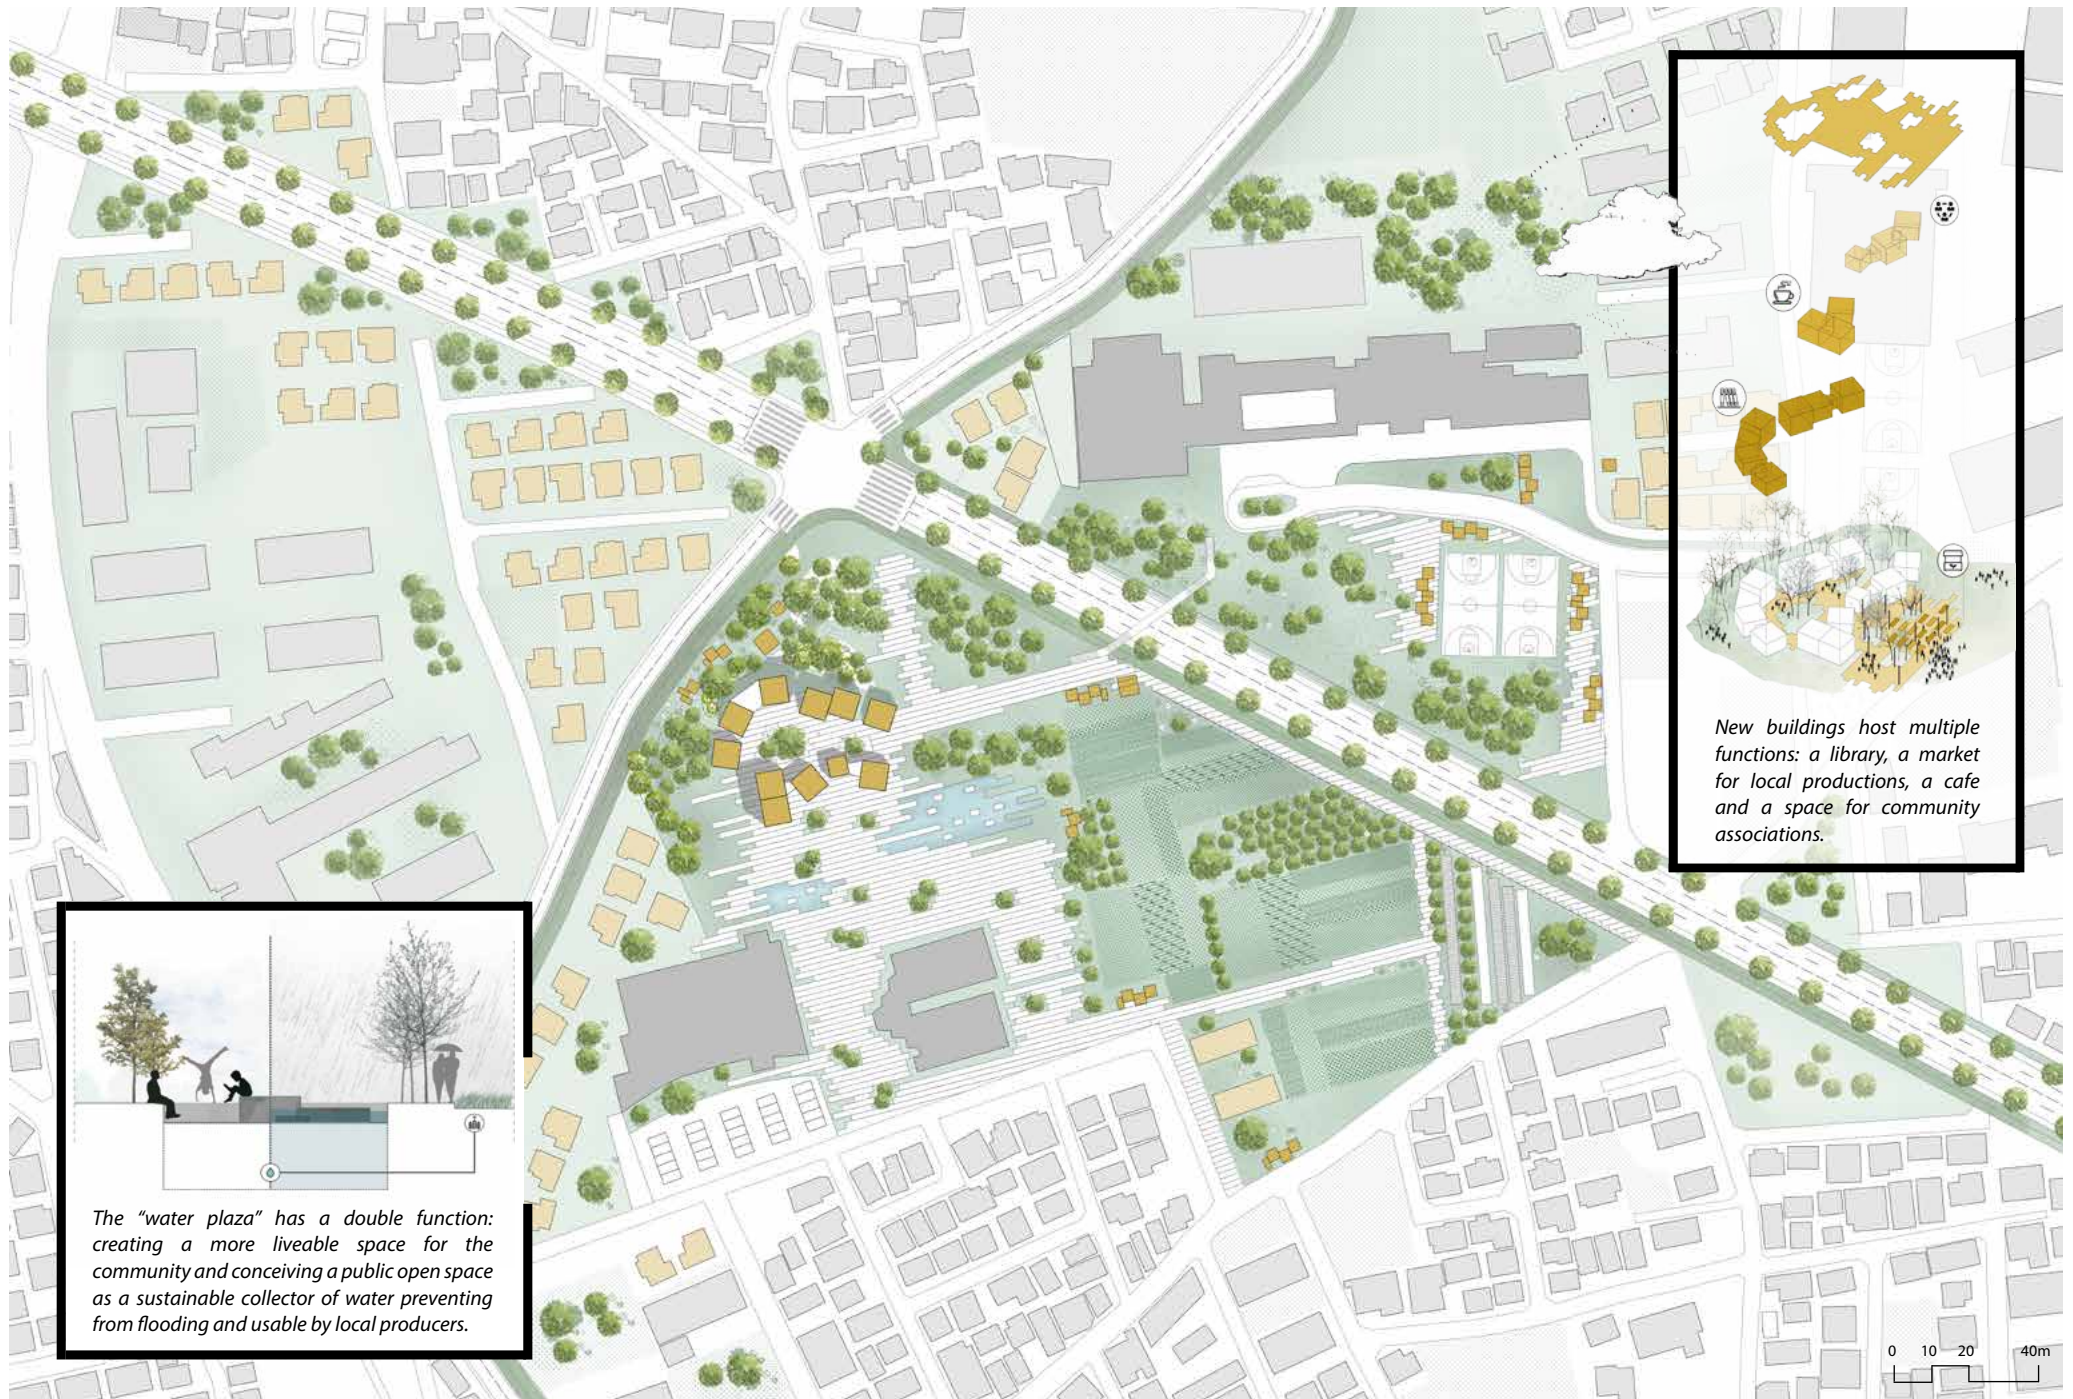 New buildings host multiple
functions: a library, a market
for local productions, a cafe
and a space for community
associations.
The “water plaza” has a double function:
creating a more liveable space for the
community and conceiving a public open space
as a sustainable collector of water preventing
from flooding and usable by local producers.
0 10 20 40m